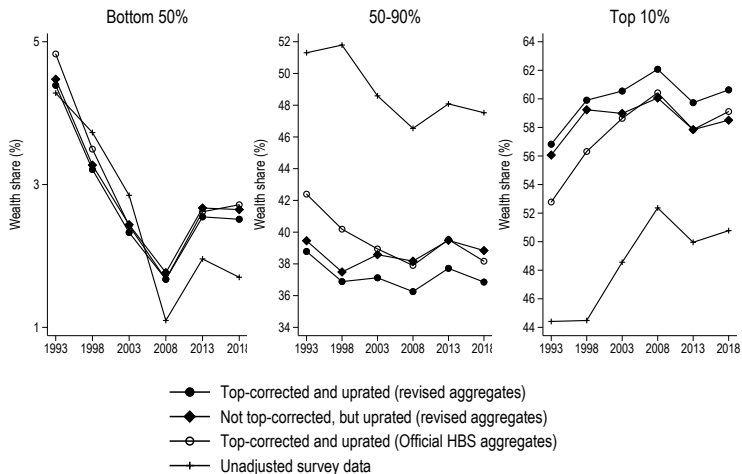 Bottom 50%
Wealth share (%)
5
3
1
1993 1998 2003 2008 2013 2018
50-90%
Wealth share (%)
52
50
48
46
44
42
40
38
36
34
1993 1998 2003 2008 2013 2018
Top 10%
Wealth share (%)
64
62
60
58
56
54
52
50
48
46
44
1993 1998 2003 2008 2013 2018
Top-corrected and uprated (revised aggregates)
Not top-corrected, but uprated (revised aggregates)
Top-corrected and uprated (Official HBS aggregates)
Unadjusted survey data